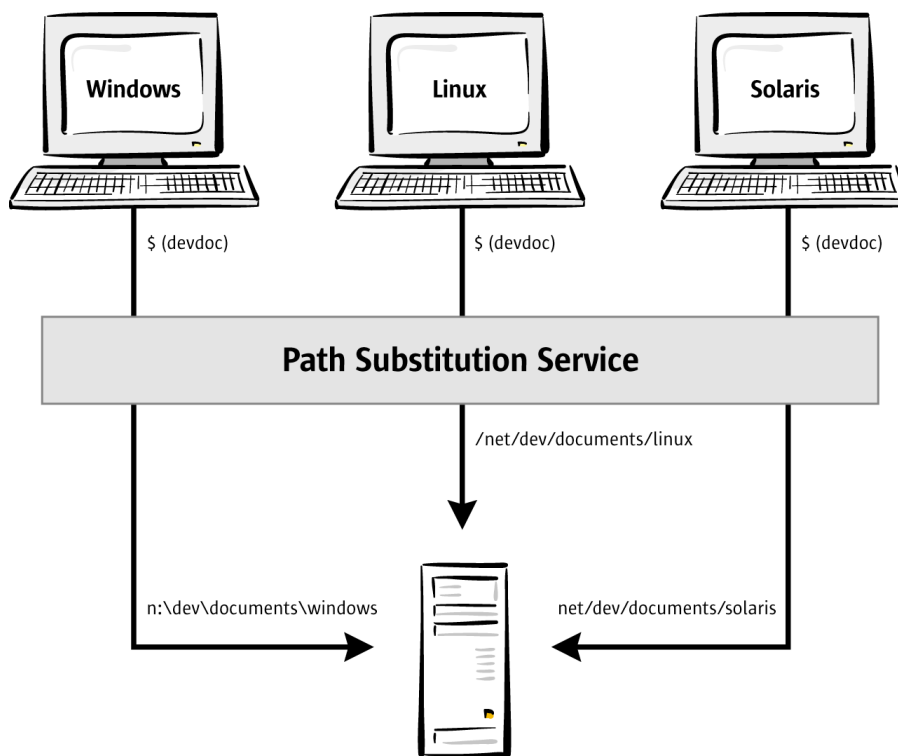 Windows
Linux
Solaris
$ (devdoc)
$ (devdoc)
$ (devdoc)
Path Substitution Service
/net/dev/documents/linux
n:\dev\documents\windows
net/dev/documents/solaris